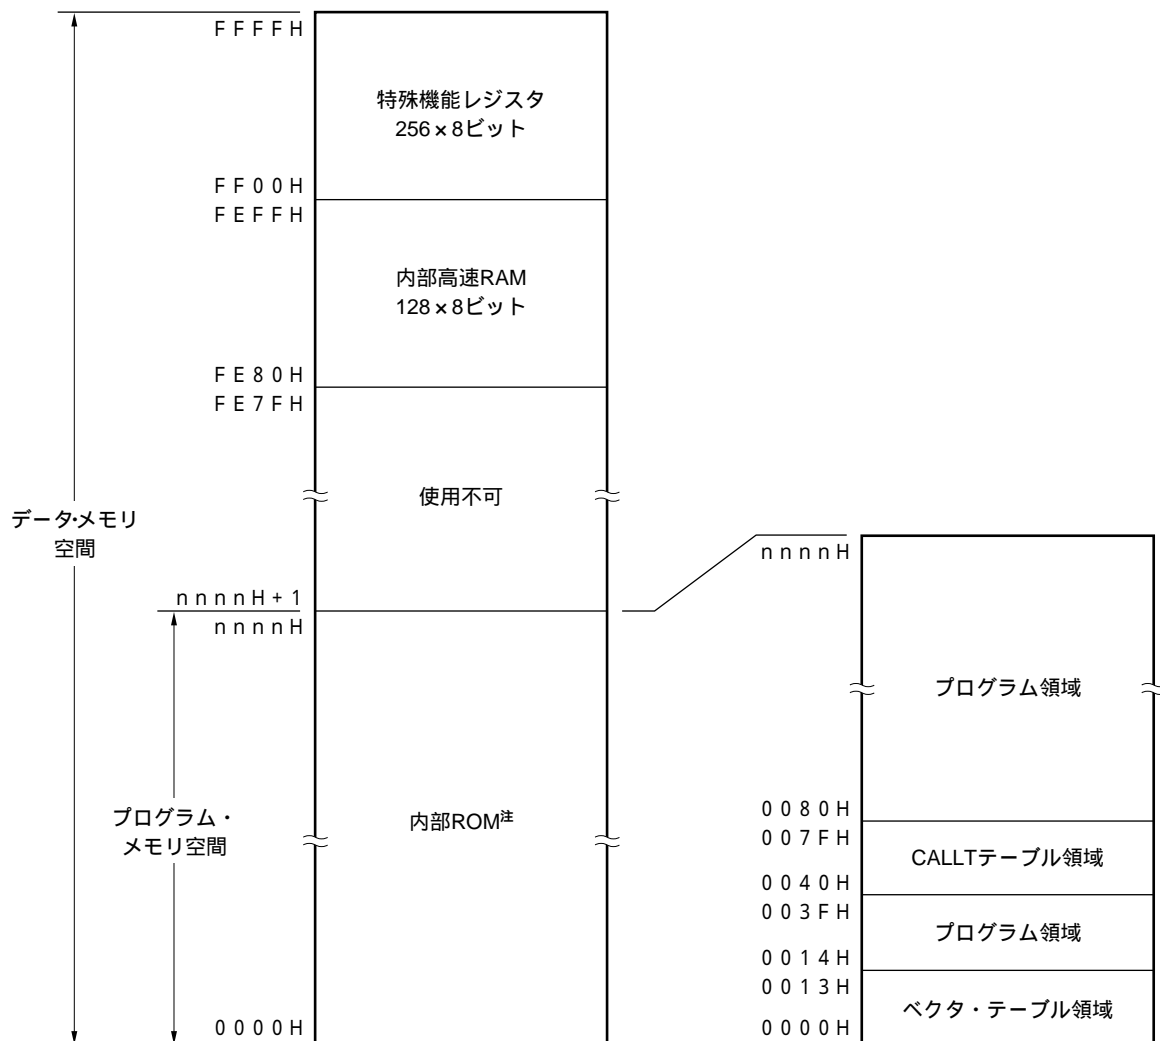 FFFFH
特殊機能レジスタ
256×8ビット
FF00H
FEFFH
内部高速RAM
128×8ビット
FE80H
FE7FH
使用不可
データ・メモリ
空間
nnnnH+1
nnnnH
プログラム・
メモリ空間
内部ROM注
0000H
nnnnH
プログラム領域
0080H
007FH
CALLTテーブル領域
0040H
003FH
プログラム領域
0014H
0013H
ベクタ・テーブル領域
0000H